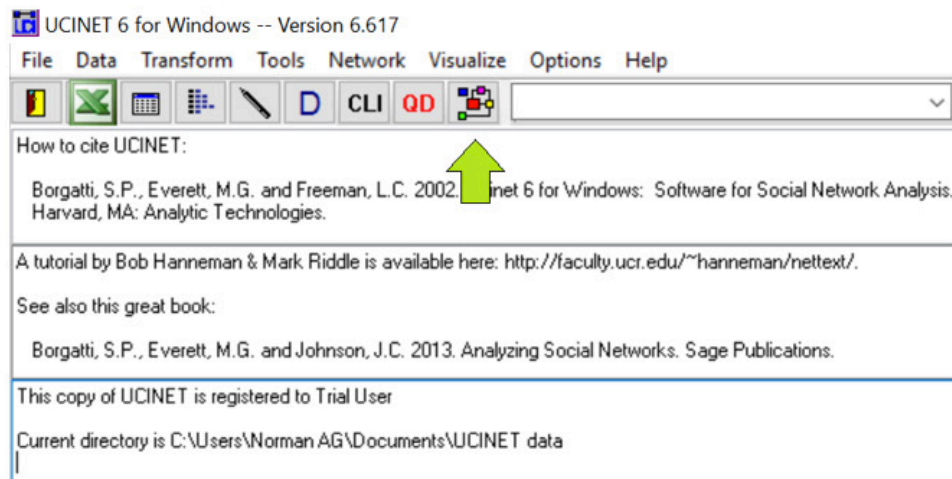 UCINET 6 for Windows -- Version 6.617
File Data Transform Tools Network Visualize Options Help
D CLI QD
How to cite UCINET:
Borgatti, S.P., Everett, M.G. and Freeman, L.C. 2002. inet 6 for Windows: Software for Social Network Analysis.
Harvard, MA: Analytic Technologies.
A tutorial by Bob Hanneman & Mark Riddle is available here: http://faculty.ucr.edu/~hanneman/nettext/.
See also this great book:
Borgatti, S.P., Everett, M.G. and Johnson, J.C. 2013. Analyzing Social Networks. Sage Publications.
This copy of UCINET is registered to Trial User
Current directory is C:\Users\Norman AG\Documents\UCINET data